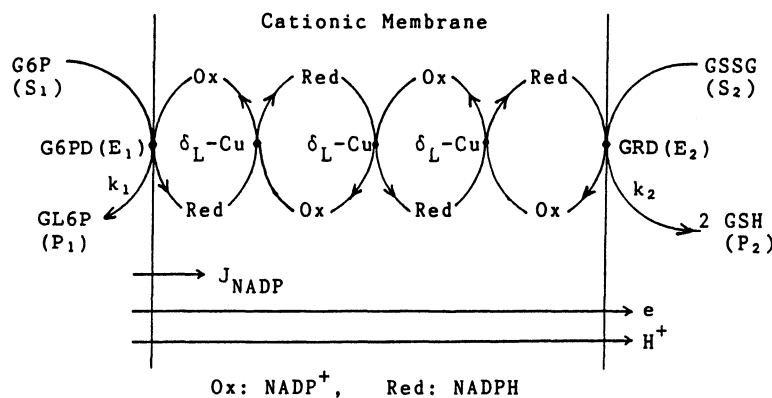 Cationic Membrane
G6P
(S₁)
Ox
Red
Ox
Red
GSSG
(S₂)
G6PD(E₁)
δL-Cu
δL-Cu
δL-Cu
GRD(E₂)
k₁
k₂
GL6P
(P₁)
Red
Ox
Red
Ox
2 GSH
(P₂)
J_NADP
e
H⁺
Ox: NADP⁺, Red: NADPH